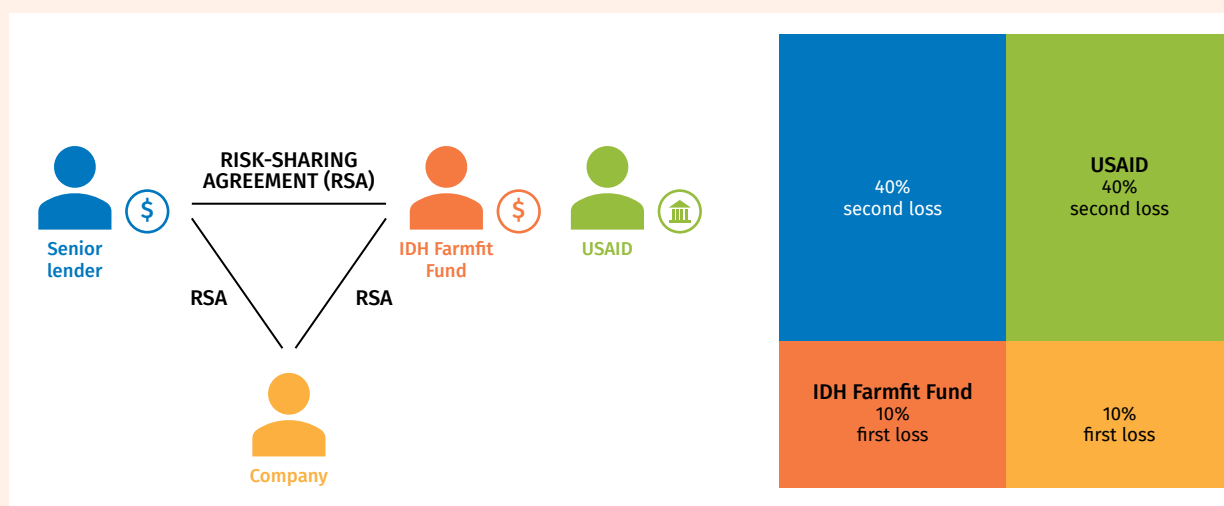 RISK-SHARING
AGREEMENT (RSA)
$
Senior
lender
$
IDH Farmfit
Fund
USAID
RSA
RSA
Company
40%
second loss
USAID
40%
second loss
IDH Farmfit Fund
10%
first loss
10%
first loss